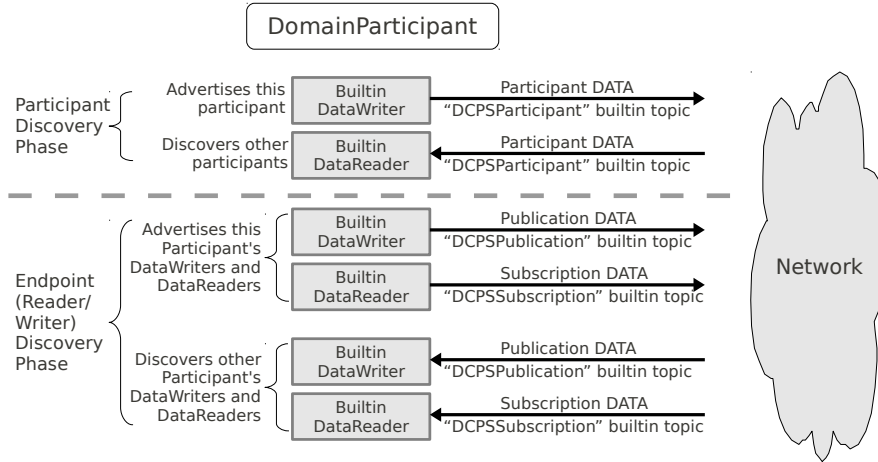 DomainParticipant
Participant
Discovery
Phase
Advertises this
participant
Builtin
DataWriter
Participant DATA
“DCPSParticipant” builtin topic
Discovers other
participants
Builtin
DataReader
Participant DATA
“DCPSParticipant” builtin topic
Endpoint
(Reader/
Writer)
Discovery
Phase
Advertises this
Participant's
DataWriters and
DataReaders
Builtin
DataWriter
Publication DATA
“DCPSPublication” builtin topic
Builtin
DataReader
Subscription DATA
“DCPSSubscription” builtin topic
Discovers other
Participant's
DataWriters and
DataReaders
Builtin
DataWriter
Publication DATA
“DCPSPublication” builtin topic
Builtin
DataReader
Subscription DATA
“DCPSSubscription” builtin topic
Network